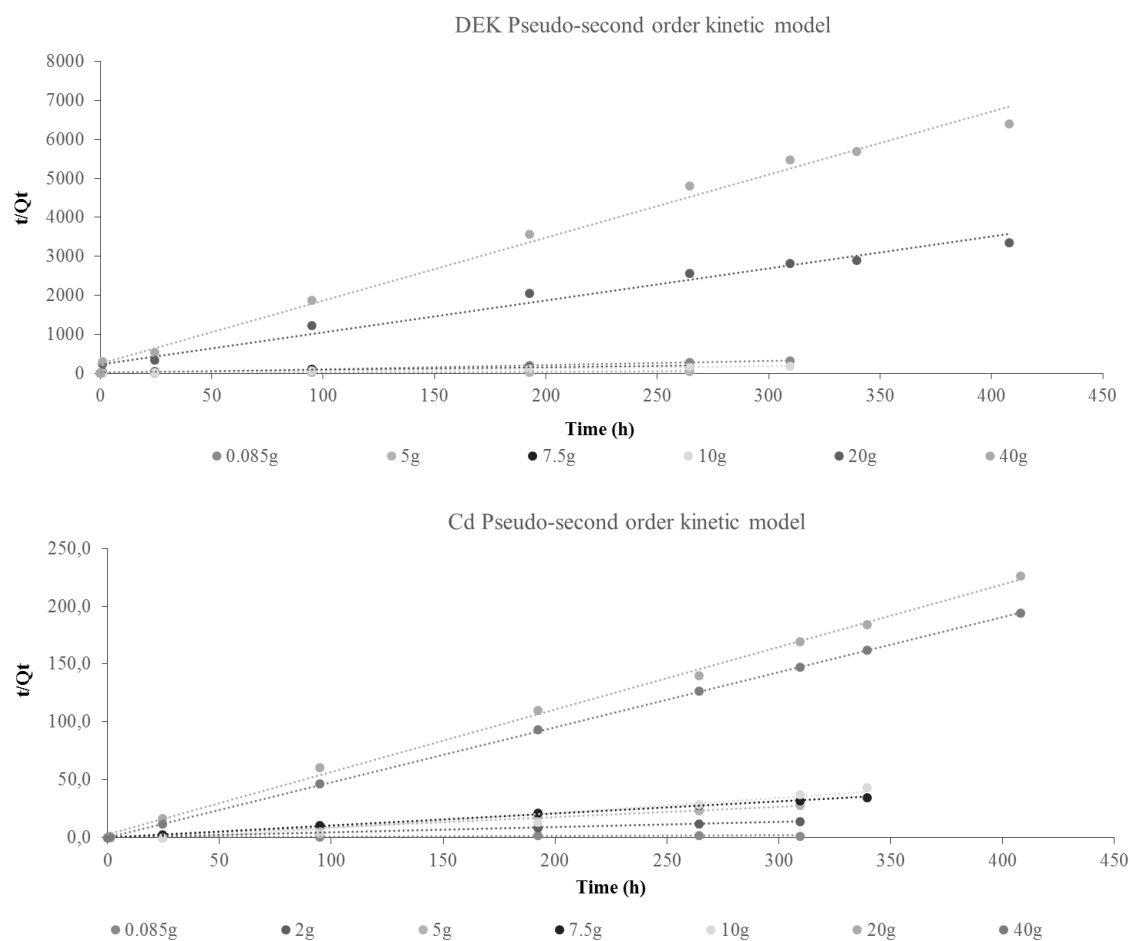 DEK Pseudo-second order kinetic model
8000
7000
6000
5000
4000
3000
2000
1000
0
t/Qt
0 50 100 150 200 250 300 350 400 450
Time (h)
0.085g 5g 7.5g 10g 20g 40g
Cd Pseudo-second order kinetic model
250,0
200,0
150,0
100,0
50,0
0,0
t/Qt
0 50 100 150 200 250 300 350 400 450
Time (h)
0.085g 2g 5g 7.5g 10g 20g 40g